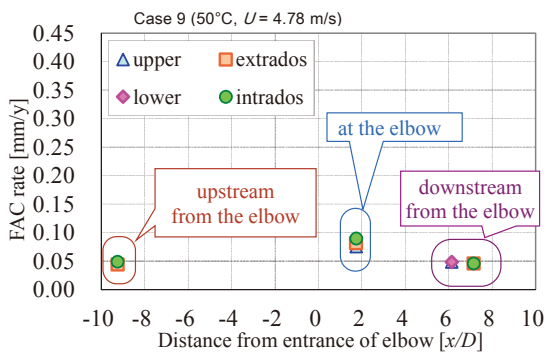 Case 9 (50°C, U = 4.78 m/s)
FAC rate [mm/y]
0.45
0.40
0.35
0.30
0.25
0.20
0.15
0.10
0.05
0.00
upper
extrados
lower
intrados
at the elbow
upstream
from the elbow
downstream
from the elbow
-10 -8 -6 -4 -2 0 2 4 6 8 10
Distance from entrance of elbow [x/D]